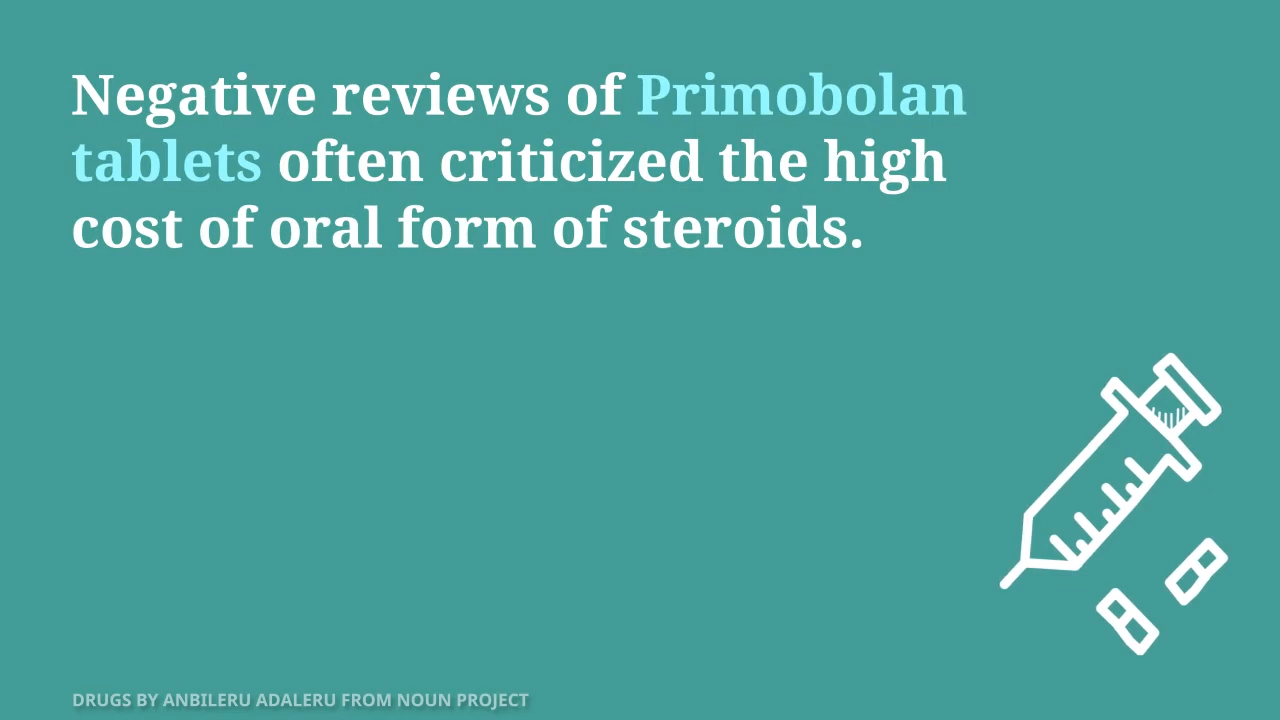 Negative reviews of Primobolan
tablets often criticized the high
cost of oral form of steroids.
DRUGS BY ANBILERU ADALERU FROM NOUN PROJECT